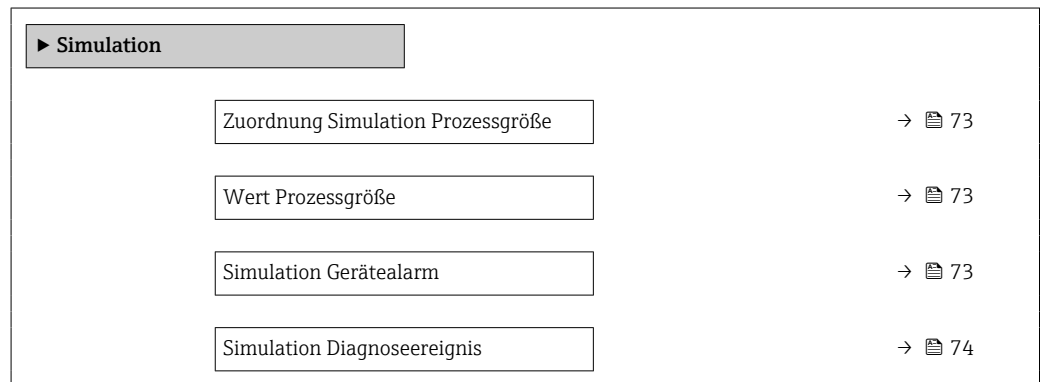 ▶ Simulation
Zuordnung Simulation Prozessgröße → 73
Wert Prozessgröße → 73
Simulation Gerätealarm → 73
Simulation Diagnoseereignis → 74